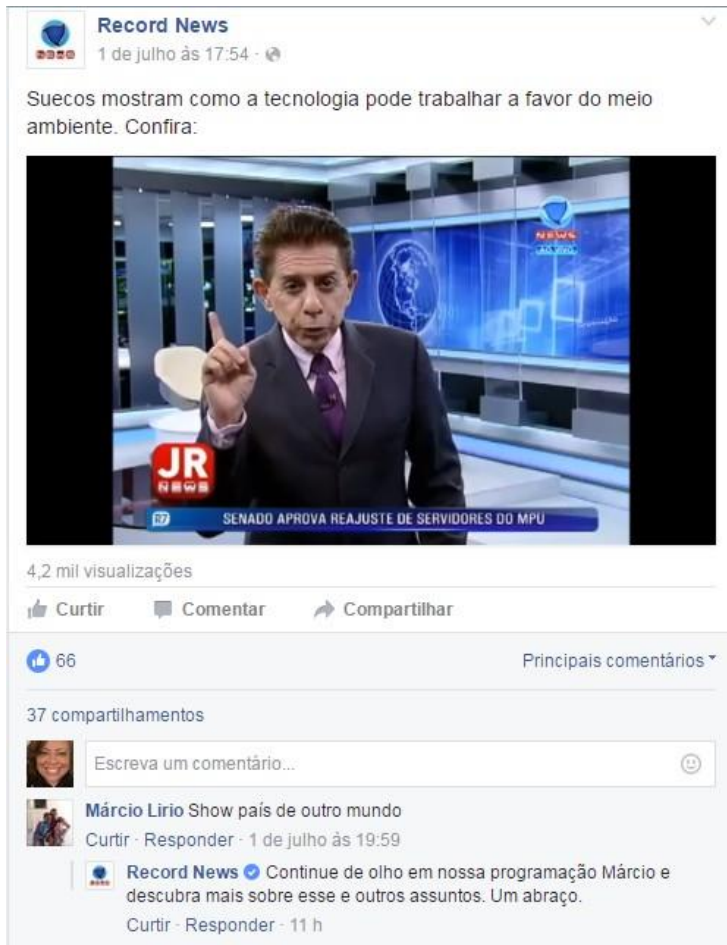 Record News
1 de julho às 17:54
Suecos mostram como a tecnologia pode trabalhar a favor do meio
ambiente. Confira:
NEWS
AO VIVO
JR
NEWS
R7 SENADO APROVA REAJUSTE DE SERVIDORES DO MPU
4,2 mil visualizações
Curtir Comentar Compartilhar
66 Principais comentários
37 compartilhamentos
Escreva um comentário...
Márcio Lirio Show país de outro mundo
Curtir · Responder · 1 de julho às 19:59
Record News Continue de olho em nossa programação Márcio e
descubra mais sobre esse e outros assuntos. Um abraço.
Curtir · Responder · 11 h